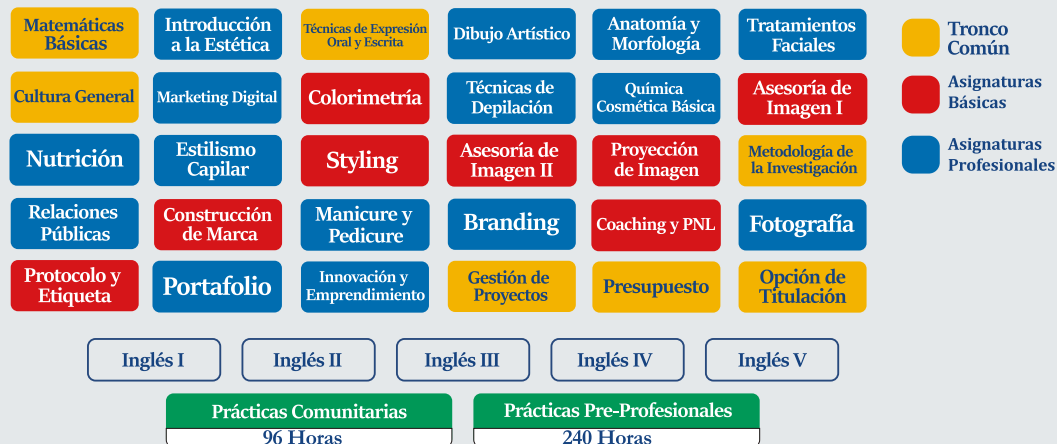 Matemáticas
Básicas
Introducción
a la Estética
Técnicas de Expresión
Oral y Escrita
Dibujo Artístico
Anatomía y
Morfología
Tratamientos
Faciales
Tronco
Común
Cultura General
Marketing Digital
Colorimetría
Técnicas de
Depilación
Química
Cosmética Básica
Asesoría de
Imagen I
Asignaturas
Básicas
Nutrición
Estilismo
Capilar
Styling
Asesoría de
Imagen II
Proyección
de Imagen
Metodología de
la Investigación
Asignaturas
Profesionales
Relaciones
Públicas
Construcción
de Marca
Manicure y
Pedicure
Branding
Coaching y PNL
Fotografía
Protocolo y
Etiqueta
Portafolio
Innovación y
Emprendimiento
Gestión de
Proyectos
Presupuesto
Opción de
Titulación
Inglés I
Inglés II
Inglés III
Inglés IV
Inglés V
Prácticas Comunitarias
96 Horas
Prácticas Pre-Profesionales
240 Horas